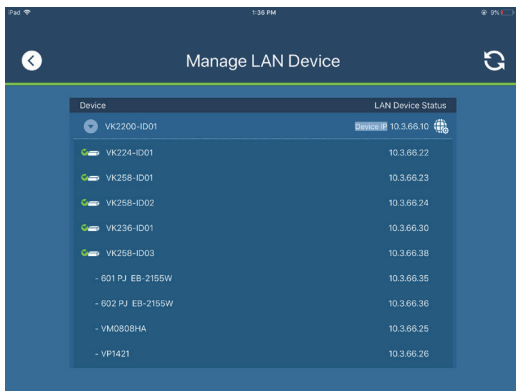 iPad 1:36 PM 9%
Manage LAN Device
Device LAN Device Status
VK2200-ID01 Device IP 10.3.66.10
VK224-ID01 10.3.66.22
VK258-ID01 10.3.66.23
VK258-ID02 10.3.66.24
VK236-ID01 10.3.66.30
VK258-ID03 10.3.66.38
- 601 PJ EB-2155W 10.3.66.35
- 602 PJ EB-2155W 10.3.66.36
- VM0808HA 10.3.66.25
- VP1421 10.3.66.26